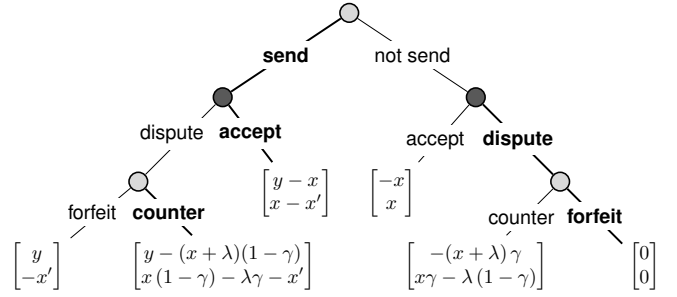 send not send
dispute accept accept dispute
[y − x
x − x′] [−x
x]
forfeit counter counter forfeit
[y
−x′] [y − (x + λ)(1 − γ)
x (1 − γ) − λγ − x′] [−(x + λ) γ
xγ − λ (1 − γ)] [0
0]